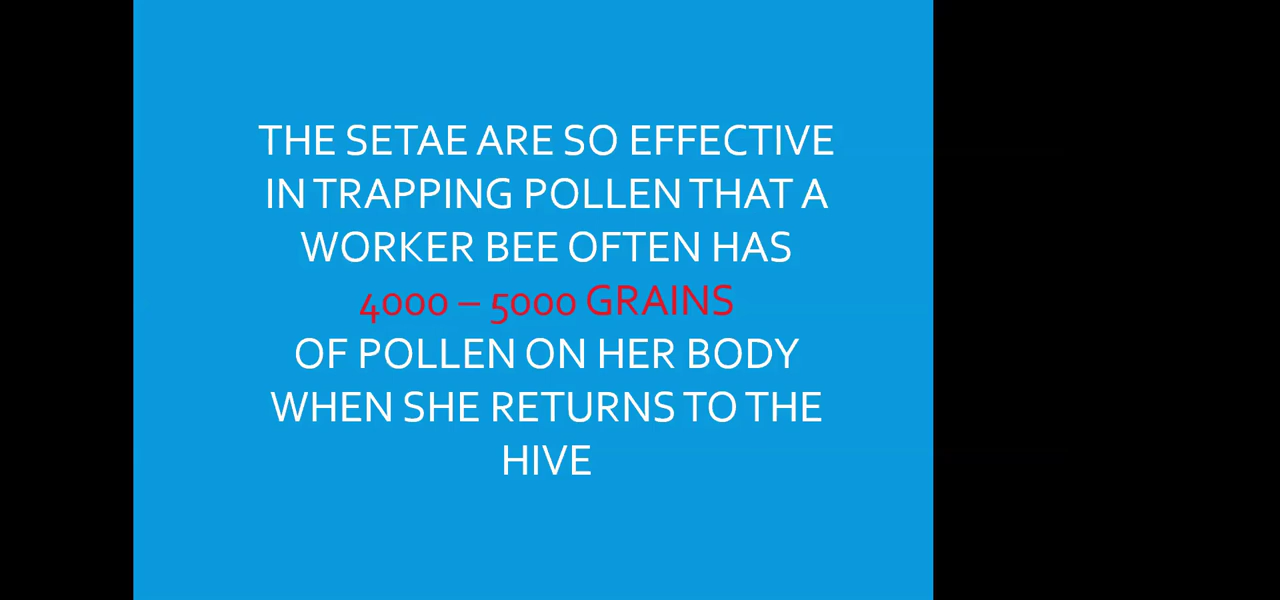 THE SETAE ARE SO EFFECTIVE
IN TRAPPING POLLEN THAT A
WORKER BEE OFTEN HAS
4000 – 5000 GRAINS
OF POLLEN ON HER BODY
WHEN SHE RETURNS TO THE
HIVE